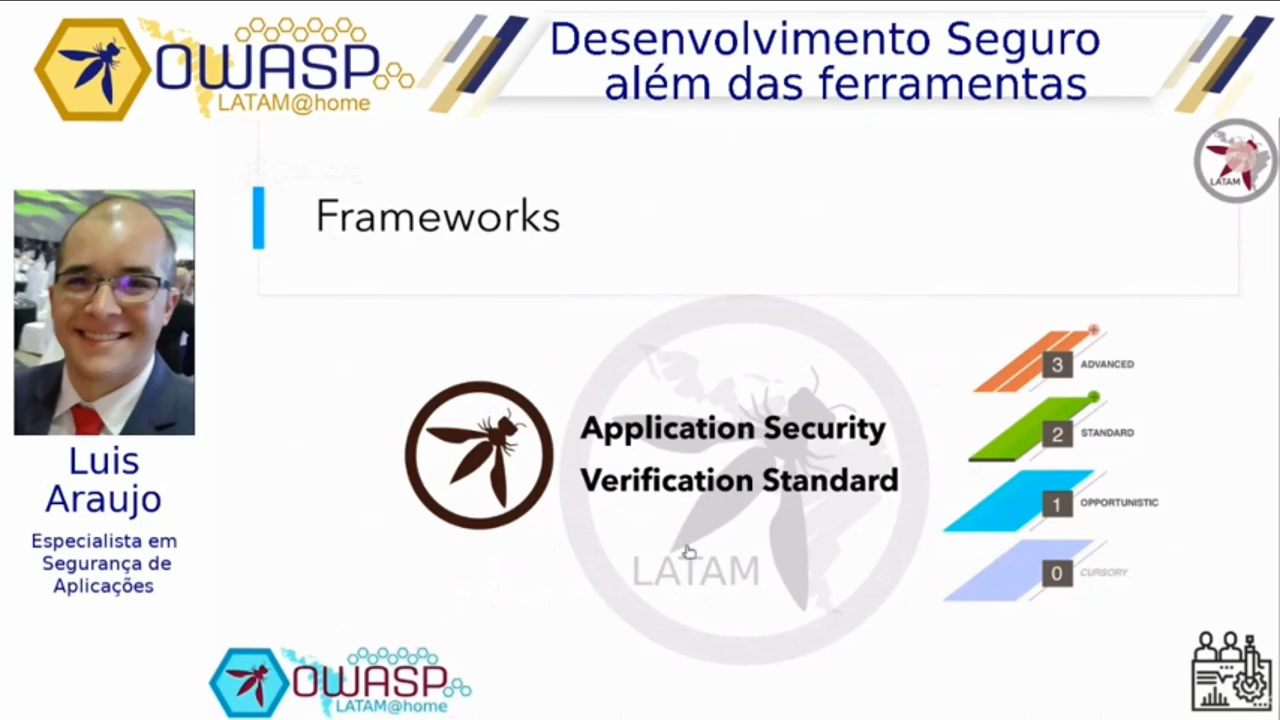 OWASP
LATAM@home
Desenvolvimento Seguro
além das ferramentas
LATAM
Frameworks
Luis
Araujo
Especialista em
Segurança de
Aplicações
Application Security
Verification Standard
LATAM
3 ADVANCED
2 STANDARD
1 OPPORTUNISTIC
0 CURSORY
OWASP
LATAM@home